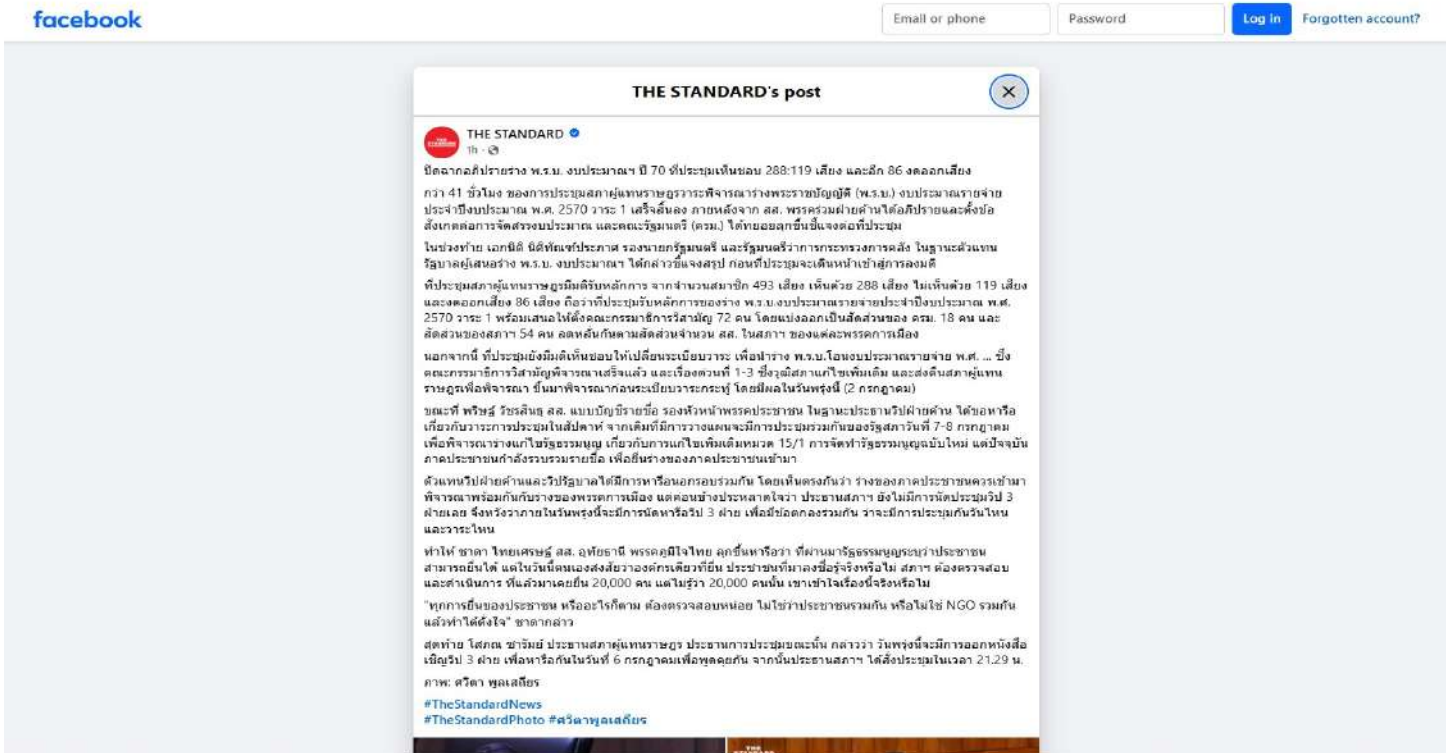 facebook
Email or phone
Password
Log in
Forgotten account?
THE STANDARD's post
THE STANDARD
1h
ปิดฉากอภิปรายร่าง พ.ร.บ. งบประมาณฯ ปี 70 ที่ประชุมเห็นชอบ 288:119 เสียง และอีก 86 งดออกเสียง
กว่า 41 ชั่วโมง ของการประชุมสภาผู้แทนราษฎรวาระพิจารณาร่างพระราชบัญญัติ (พ.ร.บ.) งบประมาณรายจ่าย
ประจำปีงบประมาณ พ.ศ. 2570 วาระ 1 เสร็จสิ้นลง ภายหลังจาก สส. พรรคร่วมฝ่ายค้านได้อภิปรายและตั้งข้อ
สังเกตต่อการจัดสรรงบประมาณ และคณะรัฐมนตรี (ครม.) ได้ทยอยลุกขึ้นชี้แจงต่อที่ประชุม
ในช่วงท้าย เอกนิติ นิติทัณฑ์ประภาศ รองนายกรัฐมนตรี และรัฐมนตรีว่าการกระทรวงการคลัง ในฐานะตัวแทน
รัฐบาลผู้เสนอร่าง พ.ร.บ. งบประมาณฯ ได้กล่าวชี้แจงสรุป ก่อนที่ประชุมจะเดินหน้าเข้าสู่การลงมติ
ที่ประชุมสภาผู้แทนราษฎรมีมติรับหลักการ จากจำนวนสมาชิก 493 เสียง เห็นด้วย 288 เสียง ไม่เห็นด้วย 119 เสียง
และงดออกเสียง 86 เสียง ถือว่าที่ประชุมรับหลักการของร่าง พ.ร.บ.งบประมาณรายจ่ายประจำปีงบประมาณ พ.ศ.
2570 วาระ 1 พร้อมเสนอให้ตั้งคณะกรรมาธิการวิสามัญ 72 คน โดยแบ่งออกเป็นสัดส่วนของ ครม. 18 คน และ
สัดส่วนของสภาฯ 54 คน ลดหลั่นกันตามสัดส่วนจำนวน สส. ในสภาฯ ของแต่ละพรรคการเมือง
นอกจากนี้ ที่ประชุมยังมีมติเห็นชอบให้เปลี่ยนระเบียบวาระ เพื่อนำร่าง พ.ร.บ.โอนงบประมาณรายจ่าย พ.ศ. ... ซึ่ง
คณะกรรมาธิการวิสามัญพิจารณาเสร็จแล้ว และเรื่องด่วนที่ 1-3 ซึ่งวุฒิสภาแก้ไขเพิ่มเติม และส่งคืนสภาผู้แทน
ราษฎรเพื่อพิจารณา ขึ้นมาพิจารณาก่อนระเบียบวาระกระทู้ โดยมีผลในวันพรุ่งนี้ (2 กรกฎาคม)
ขณะที่ พริษฐ์ วัชรสินธุ สส. แบบบัญชีรายชื่อ รองหัวหน้าพรรคประชาชน ในฐานะประธานวิปฝ่ายค้าน ได้ขอหารือ
เกี่ยวกับวาระการประชุมในสัปดาห์ จากเดิมที่มีการวางแผนจะมีการประชุมร่วมกันของรัฐสภาวันที่ 7-8 กรกฎาคม
เพื่อพิจารณาร่างแก้ไขรัฐธรรมนูญ เกี่ยวกับการแก้ไขเพิ่มเติมหมวด 15/1 การจัดทำรัฐธรรมนูญฉบับใหม่ แต่ปัจจุบัน
ภาคประชาชนกำลังรวบรวมรายชื่อ เพื่อยื่นร่างของภาคประชาชนเข้ามา
ตัวแทนวิปฝ่ายค้านและวิปรัฐบาลได้มีการหารือนอกรอบร่วมกัน โดยเห็นตรงกันว่า ร่างของภาคประชาชนควรเข้ามา
พิจารณาพร้อมกันกับร่างของพรรคการเมือง แต่ค่อนข้างประหลาดใจว่า ประธานสภาฯ ยังไม่มีการนัดประชุมวิป 3
ฝ่ายเลย จึงหวังว่าภายในวันพรุ่งนี้จะมีการนัดหารือวิป 3 ฝ่าย เพื่อมีข้อตกลงร่วมกัน ว่าจะมีการประชุมกันวันไหน
และวาระไหน
ทำให้ ชาดา ไทยเศรษฐ์ สส. อุทัยธานี พรรคภูมิใจไทย ลุกขึ้นหารือว่า ที่ผ่านมารัฐธรรมนูญระบุว่าประชาชน
สามารถยื่นได้ แต่ในวันนี้ตนเองสงสัยว่าองค์กรเดียวที่ยื่น ประชาชนที่มาลงชื่อรู้จริงหรือไม่ สภาฯ ต้องตรวจสอบ
และดำเนินการ ที่แล้วมาเคยยื่น 20,000 คน แต่ไม่รู้ว่า 20,000 คนนั้น เขาเข้าใจเรื่องนี้จริงหรือไม่
"ทุกการยื่นของประชาชน หรืออะไรก็ตาม ต้องตรวจสอบหน่อย ไม่ใช่ว่าประชาชนรวมกัน หรือไม่ใช่ NGO รวมกัน
แล้วทำได้ดั่งใจ" ชาดากล่าว
สุดท้าย โสภณ ซารัมย์ ประธานสภาผู้แทนราษฎร ประธานการประชุมขณะนั้น กล่าวว่า วันพรุ่งนี้จะมีการออกหนังสือ
เชิญวิป 3 ฝ่าย เพื่อหารือกันในวันที่ 6 กรกฎาคมเพื่อพูดคุยกัน จากนั้นประธานสภาฯ ได้สั่งประชุมในเวลา 21.29 น.
ภาพ: ศวิตา พูลเสถียร
#TheStandardNews
#TheStandardPhoto #ศวิตาพูลเสถียร